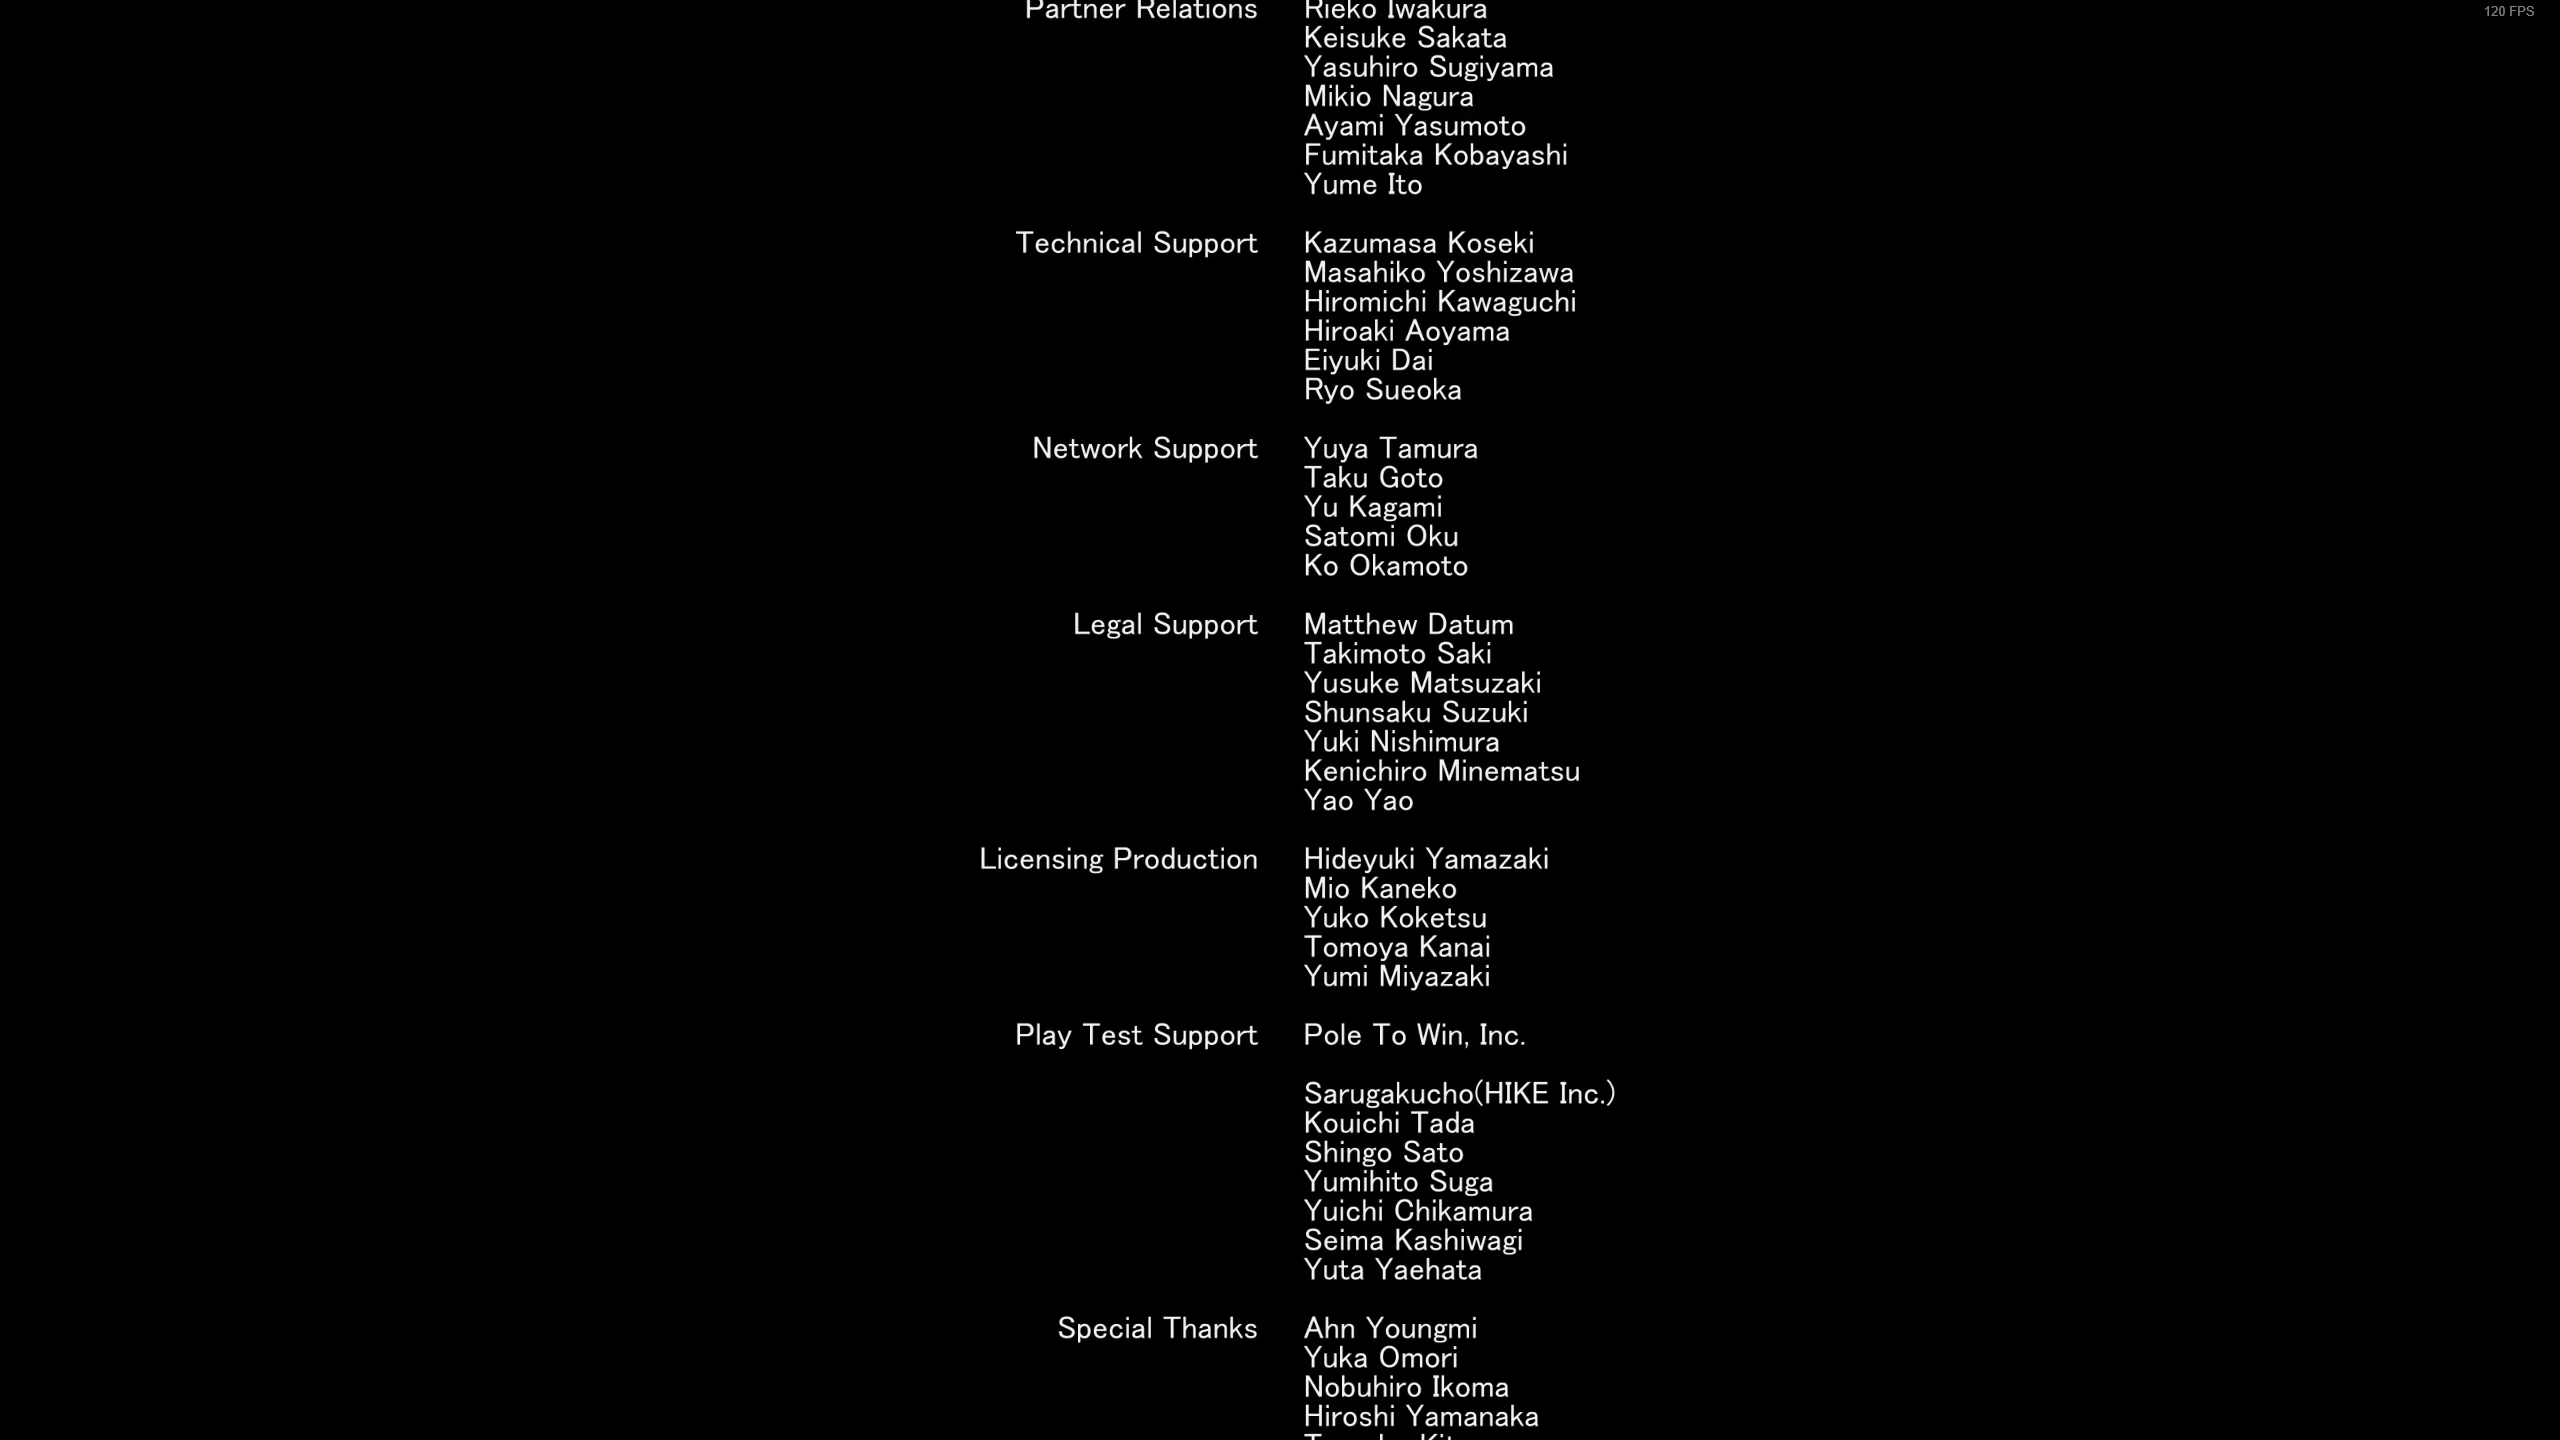 120 FPS
Partner Relations Rieko Iwakura
Keisuke Sakata
Yasuhiro Sugiyama
Mikio Nagura
Ayami Yasumoto
Fumitaka Kobayashi
Yume Ito
Technical Support Kazumasa Koseki
Masahiko Yoshizawa
Hiromichi Kawaguchi
Hiroaki Aoyama
Eiyuki Dai
Ryo Sueoka
Network Support Yuya Tamura
Taku Goto
Yu Kagami
Satomi Oku
Ko Okamoto
Legal Support Matthew Datum
Takimoto Saki
Yusuke Matsuzaki
Shunsaku Suzuki
Yuki Nishimura
Kenichiro Minematsu
Yao Yao
Licensing Production Hideyuki Yamazaki
Mio Kaneko
Yuko Koketsu
Tomoya Kanai
Yumi Miyazaki
Play Test Support Pole To Win, Inc.
Sarugakucho(HIKE Inc.)
Kouichi Tada
Shingo Sato
Yumihito Suga
Yuichi Chikamura
Seima Kashiwagi
Yuta Yaehata
Special Thanks Ahn Youngmi
Yuka Omori
Nobuhiro Ikoma
Hiroshi Yamanaka